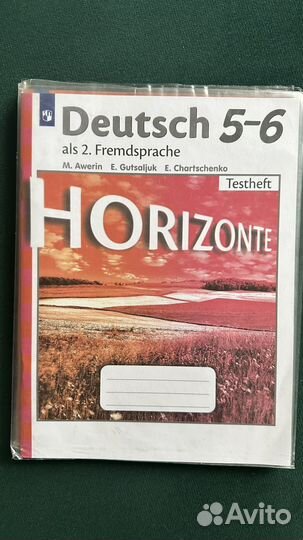 Deutsch 5–6
als 2. Fremdsprache
M. Awerin E. Gutsaljuk E. Chartschenko
Testheft
HORIZONTE
Avito